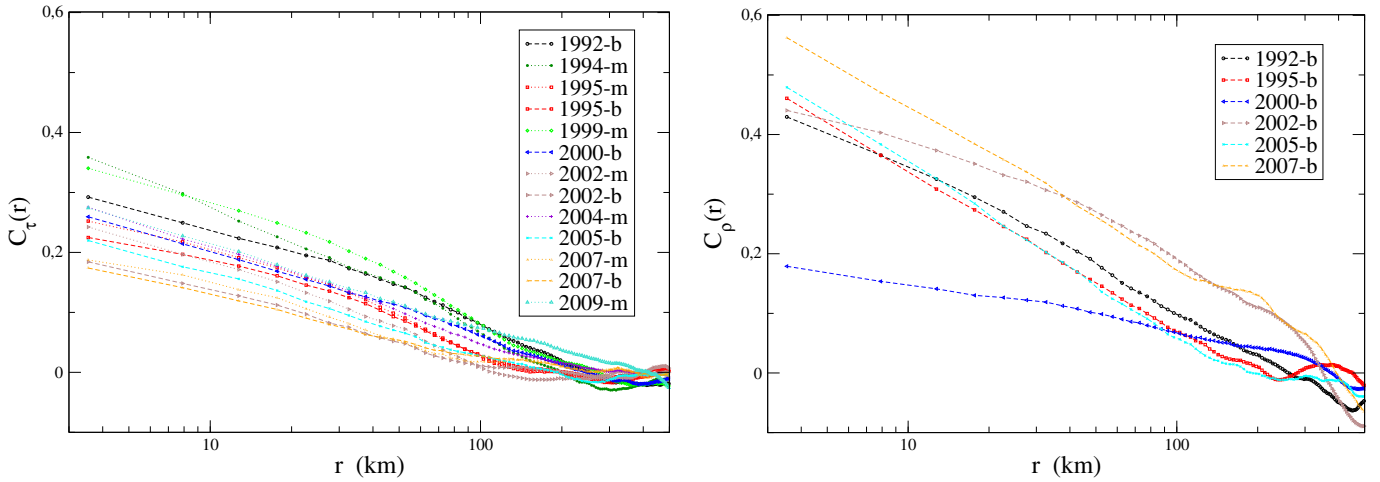 0,6
0,4
0,2
0
C_τ(r)
10
100
r (km)
1992-b
1994-m
1995-m
1995-b
1999-m
2000-b
2002-m
2002-b
2004-m
2005-b
2007-m
2007-b
2009-m
0,6
0,4
0,2
0
C_ρ(r)
10
100
r (km)
1992-b
1995-b
2000-b
2002-b
2005-b
2007-b